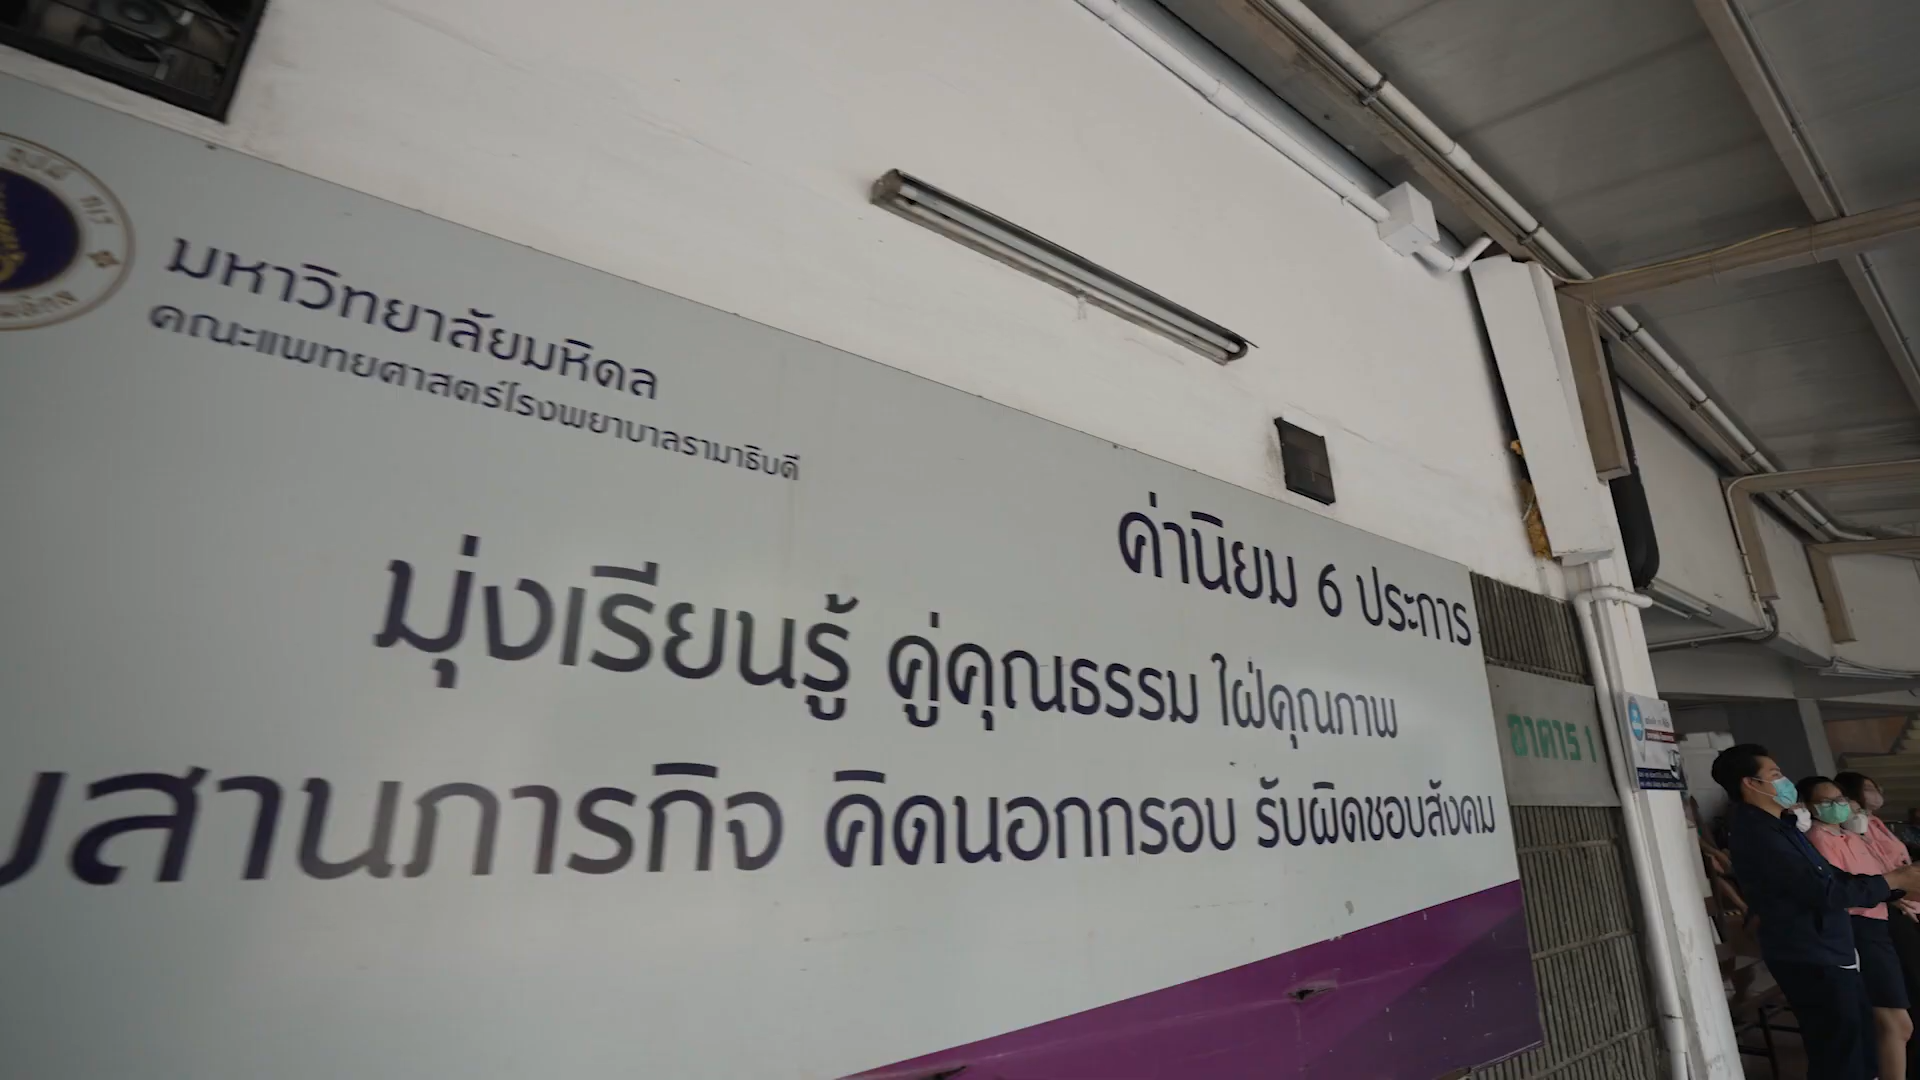 มหาวิทยาลัยมหิดล
คณะแพทยศาสตร์โรงพยาบาลรามาธิบดี
ค่านิยม 6 ประการ
มุ่งเรียนรู้ คู่คุณธรรม ใฝ่คุณภาพ
สานภารกิจ คิดนอกกรอบ รับผิดชอบสังคม
อาคาร 1